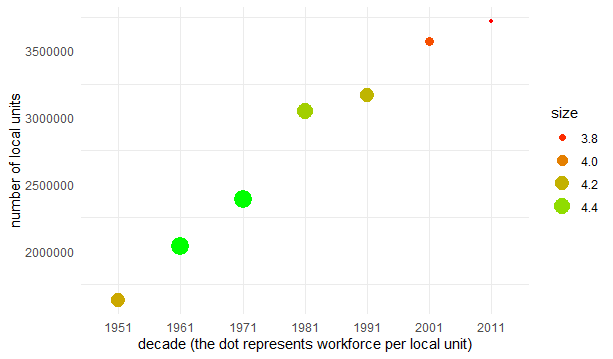 3500000
3000000
2500000
2000000
number of local units
1951 1961 1971 1981 1991 2001 2011
decade (the dot represents workforce per local unit)
size
3.8
4.0
4.2
4.4